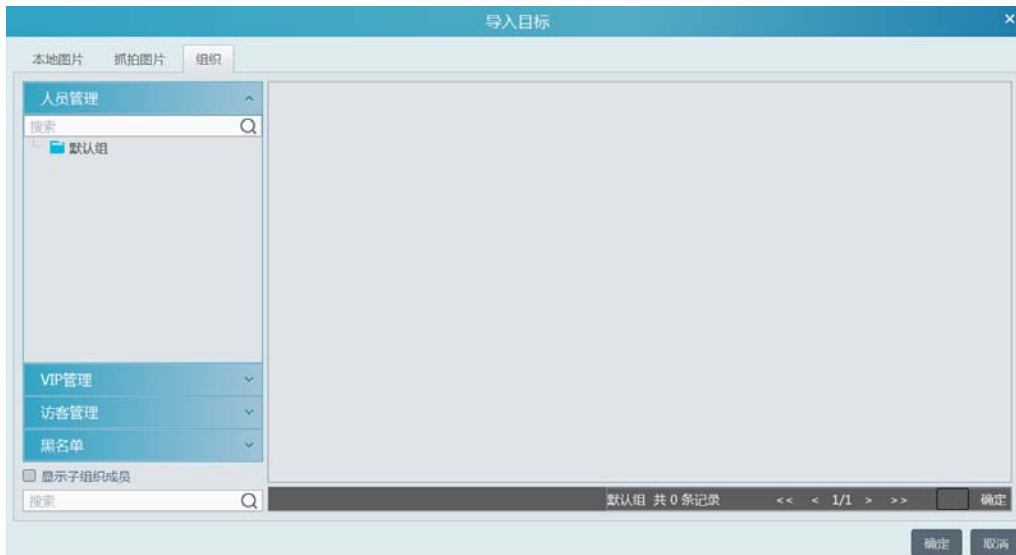 导入目标
本地图片 抓拍图片 组织
人员管理
搜索
默认组
VIP管理
访客管理
黑名单
显示子组织成员
搜索
默认组 共 0 条记录 << < 1/1 > >> 确定
确定 取消